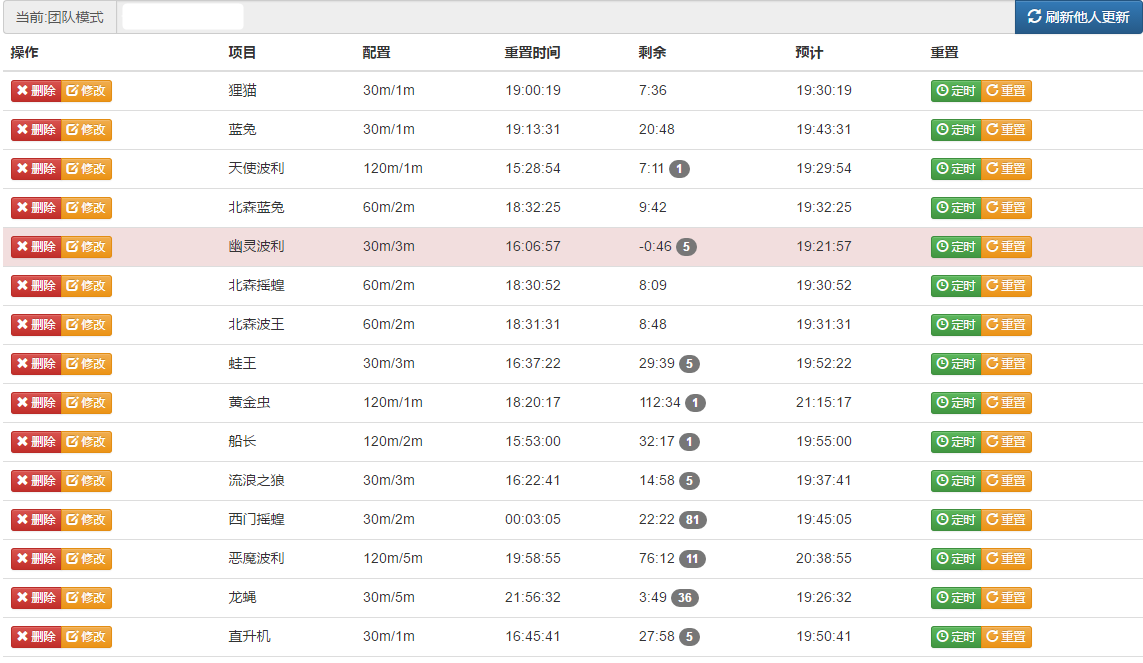 当前:团队模式 刷新他人更新
操作 项目 配置 重置时间 剩余 预计 重置
删除 修改 狸猫 30m/1m 19:00:19 7:36 19:30:19 定时 重置
删除 修改 蓝兔 30m/1m 19:13:31 20:48 19:43:31 定时 重置
删除 修改 天使波利 120m/1m 15:28:54 7:11 1 19:29:54 定时 重置
删除 修改 北森蓝兔 60m/2m 18:32:25 9:42 19:32:25 定时 重置
删除 修改 幽灵波利 30m/3m 16:06:57 -0:46 5 19:21:57 定时 重置
删除 修改 北森摇蝗 60m/2m 18:30:52 8:09 19:30:52 定时 重置
删除 修改 北森波王 60m/2m 18:31:31 8:48 19:31:31 定时 重置
删除 修改 蛙王 30m/3m 16:37:22 29:39 5 19:52:22 定时 重置
删除 修改 黄金虫 120m/1m 18:20:17 112:34 1 21:15:17 定时 重置
删除 修改 船长 120m/2m 15:53:00 32:17 1 19:55:00 定时 重置
删除 修改 流浪之狼 30m/3m 16:22:41 14:58 5 19:37:41 定时 重置
删除 修改 西门摇蝗 30m/2m 00:03:05 22:22 81 19:45:05 定时 重置
删除 修改 恶魔波利 120m/5m 19:58:55 76:12 11 20:38:55 定时 重置
删除 修改 龙蝇 30m/5m 21:56:32 3:49 36 19:26:32 定时 重置
删除 修改 直升机 30m/1m 16:45:41 27:58 5 19:50:41 定时 重置